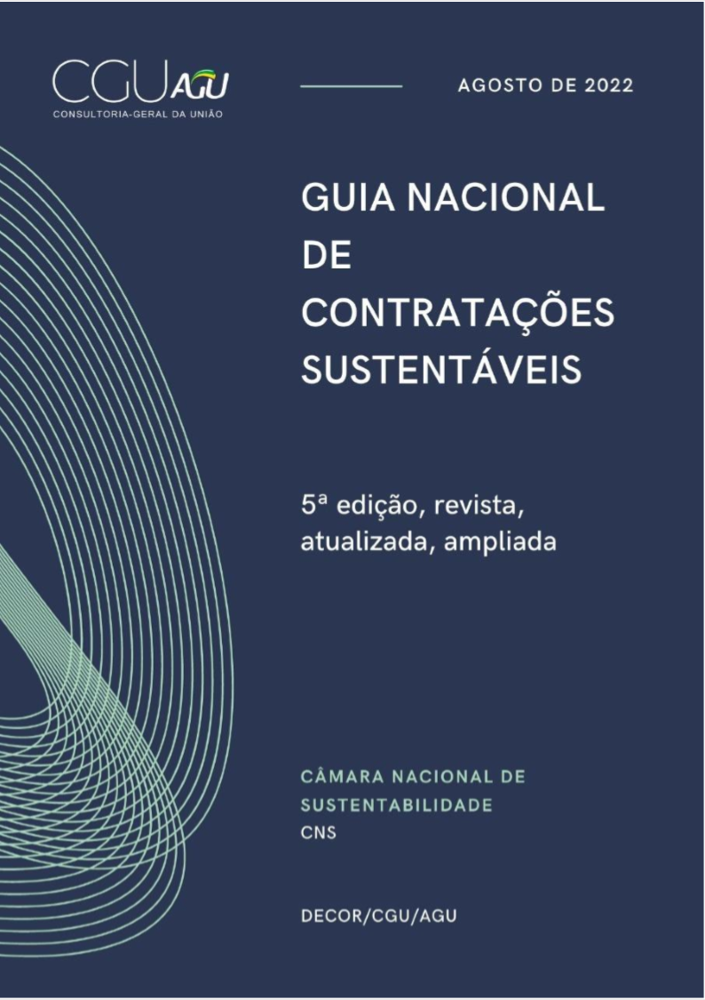 CGUAGU
CONSULTORIA-GERAL DA UNIÃO
AGOSTO DE 2022
GUIA NACIONAL
DE
CONTRATAÇÕES
SUSTENTÁVEIS
5ª edição, revista,
atualizada, ampliada
CÂMARA NACIONAL DE
SUSTENTABILIDADE
CNS
DECOR/CGU/AGU